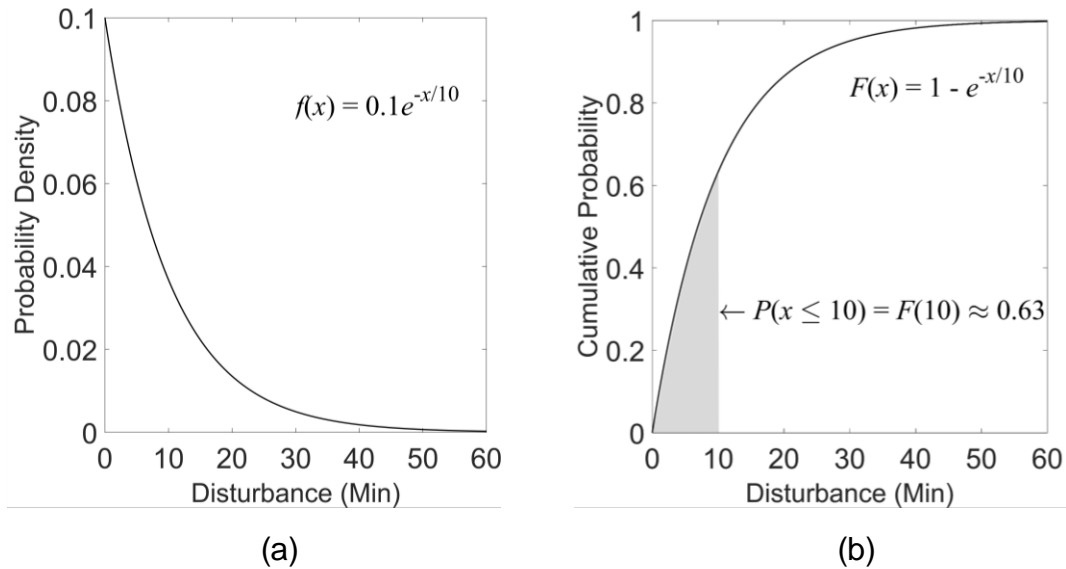 0.1
0.08
0.06
0.04
0.02
0
Probability Density
f(x) = 0.1e^{-x/10}
0 10 20 30 40 50 60
Disturbance (Min)
(a)
1
0.8
0.6
0.4
0.2
0
Cumulative Probability
F(x) = 1 - e^{-x/10}
← P(x ≤ 10) = F(10) ≈ 0.63
0 10 20 30 40 50 60
Disturbance (Min)
(b)